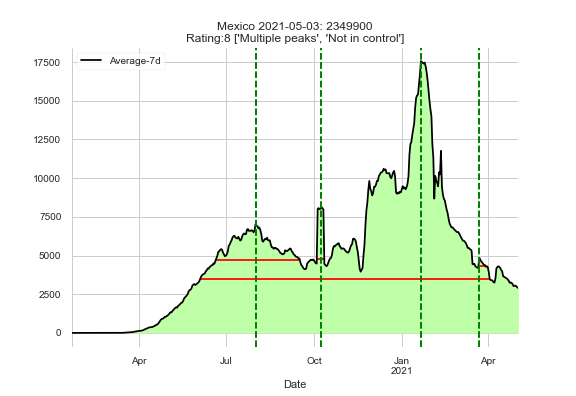 Mexico 2021-05-03: 2349900
Rating:8 ['Multiple peaks', 'Not in control']
Average-7d
17500
15000
12500
10000
7500
5000
2500
0
Apr Jul Oct Jan Apr
2021
Date